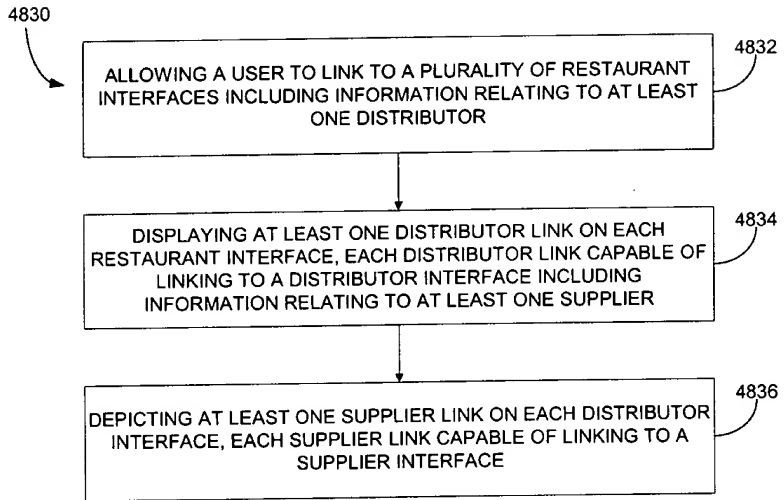 4830
4832
ALLOWING A USER TO LINK TO A PLURALITY OF RESTAURANT
INTERFACES INCLUDING INFORMATION RELATING TO AT LEAST
ONE DISTRIBUTOR
4834
DISPLAYING AT LEAST ONE DISTRIBUTOR LINK ON EACH
RESTAURANT INTERFACE, EACH DISTRIBUTOR LINK CAPABLE OF
LINKING TO A DISTRIBUTOR INTERFACE INCLUDING
INFORMATION RELATING TO AT LEAST ONE SUPPLIER
4836
DEPICTING AT LEAST ONE SUPPLIER LINK ON EACH DISTRIBUTOR
INTERFACE, EACH SUPPLIER LINK CAPABLE OF LINKING TO A
SUPPLIER INTERFACE